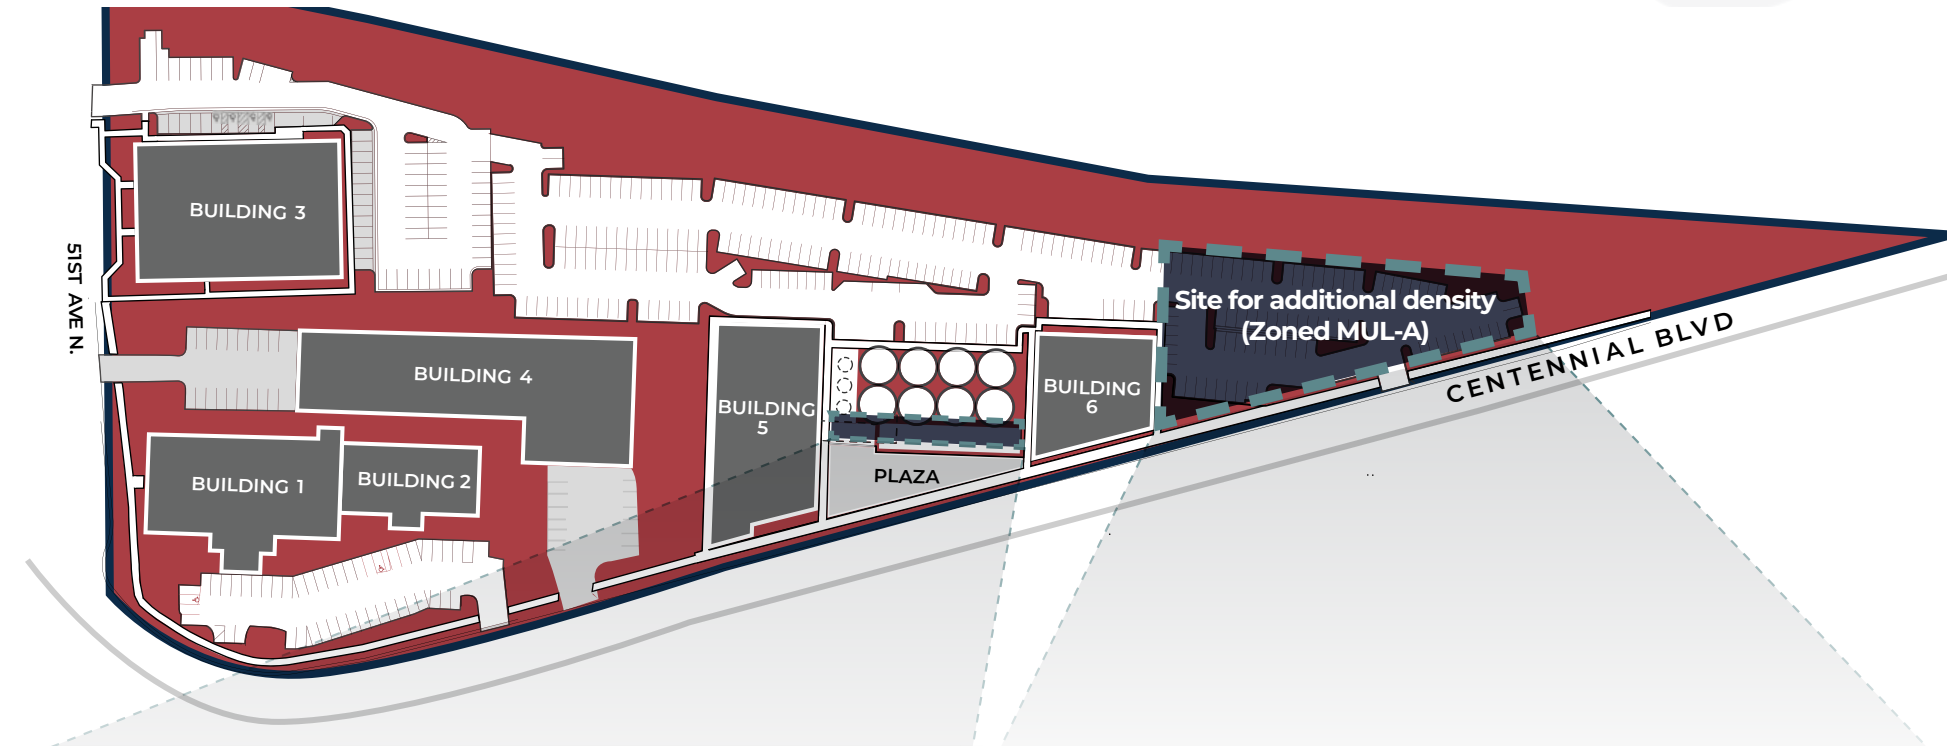 BUILDING 3
51ST AVE N.
Site for additional density
(Zoned MUL-A)
CENTENNIAL BLVD
BUILDING 4
BUILDING
5
BUILDING
6
PLAZA
BUILDING 1
BUILDING 2